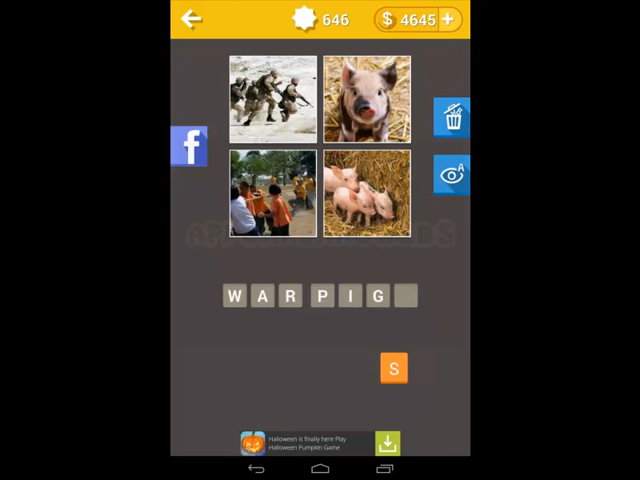 646
$ 4645 +
f
A
W A R P I G
S
Halloween is finally here Play
Halloween Pumpkin Game